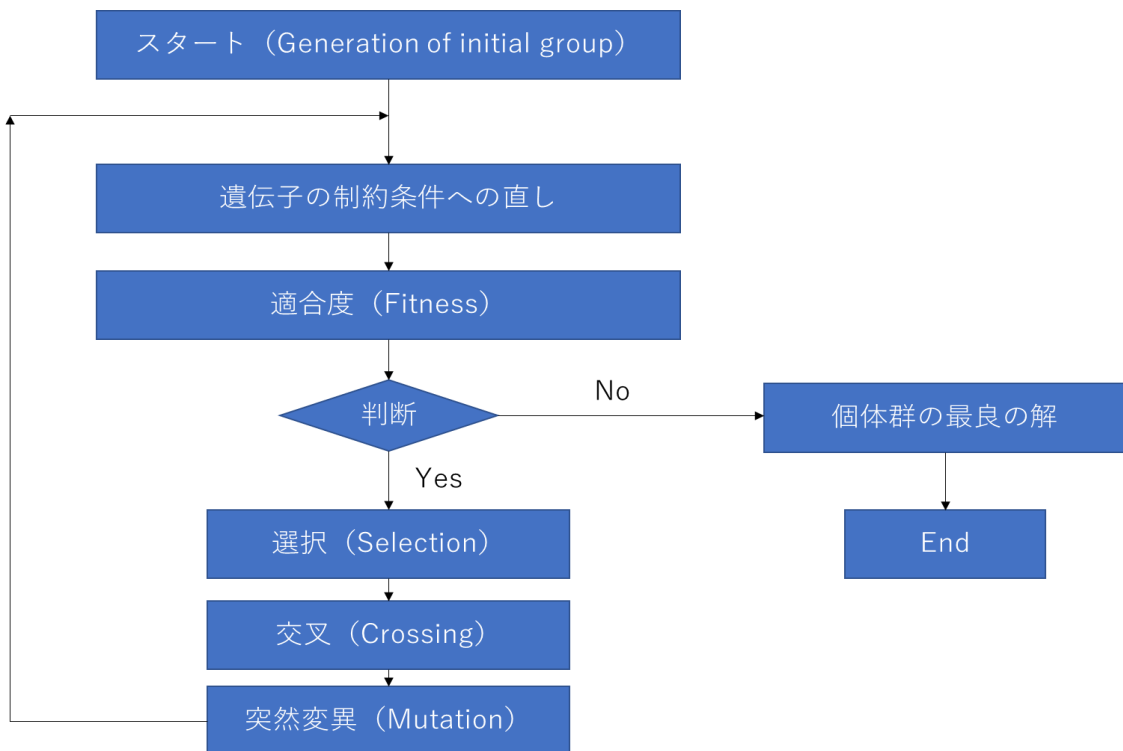 スタート（Generation of initial group）
遺伝子の制約条件への直し
適合度（Fitness）
判断
No
個体群の最良の解
Yes
選択（Selection）
End
交叉（Crossing）
突然変異（Mutation）